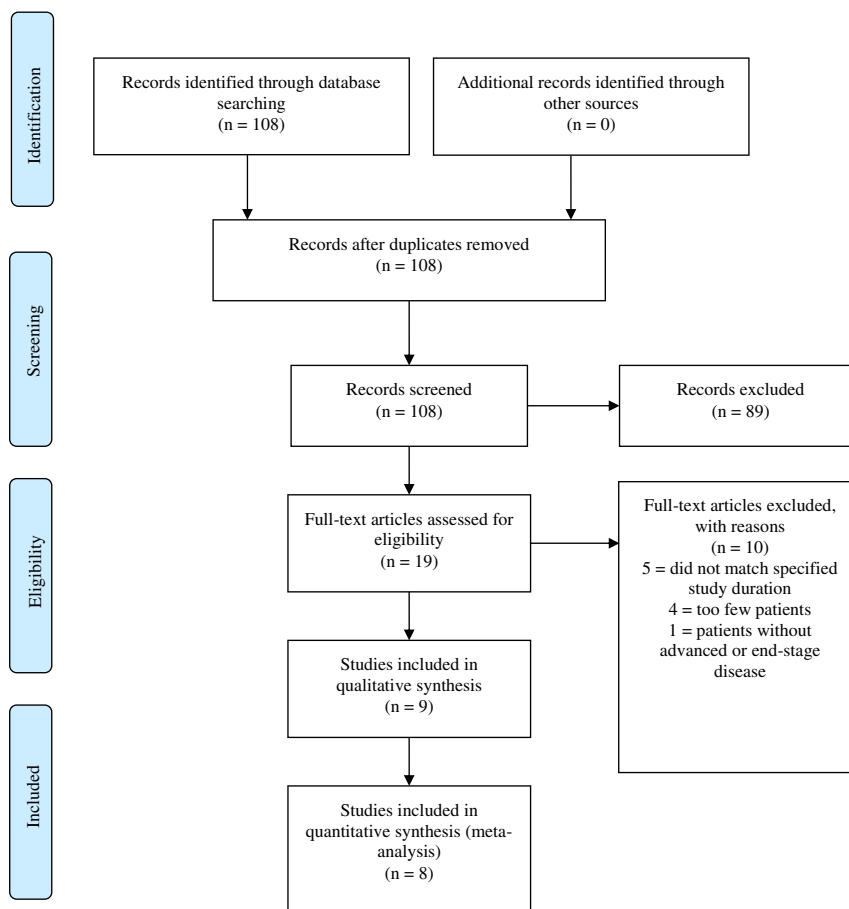 Identification
Records identified through database
searching
(n = 108)
Additional records identified through
other sources
(n = 0)
Records after duplicates removed
(n = 108)
Screening
Records screened
(n = 108)
Records excluded
(n = 89)
Eligibility
Full-text articles assessed for
eligibility
(n = 19)
Full-text articles excluded,
with reasons
(n = 10)
5 = did not match specified
study duration
4 = too few patients
1 = patients without
advanced or end-stage
disease
Studies included in
qualitative synthesis
(n = 9)
Included
Studies included in
quantitative synthesis (meta-
analysis)
(n = 8)